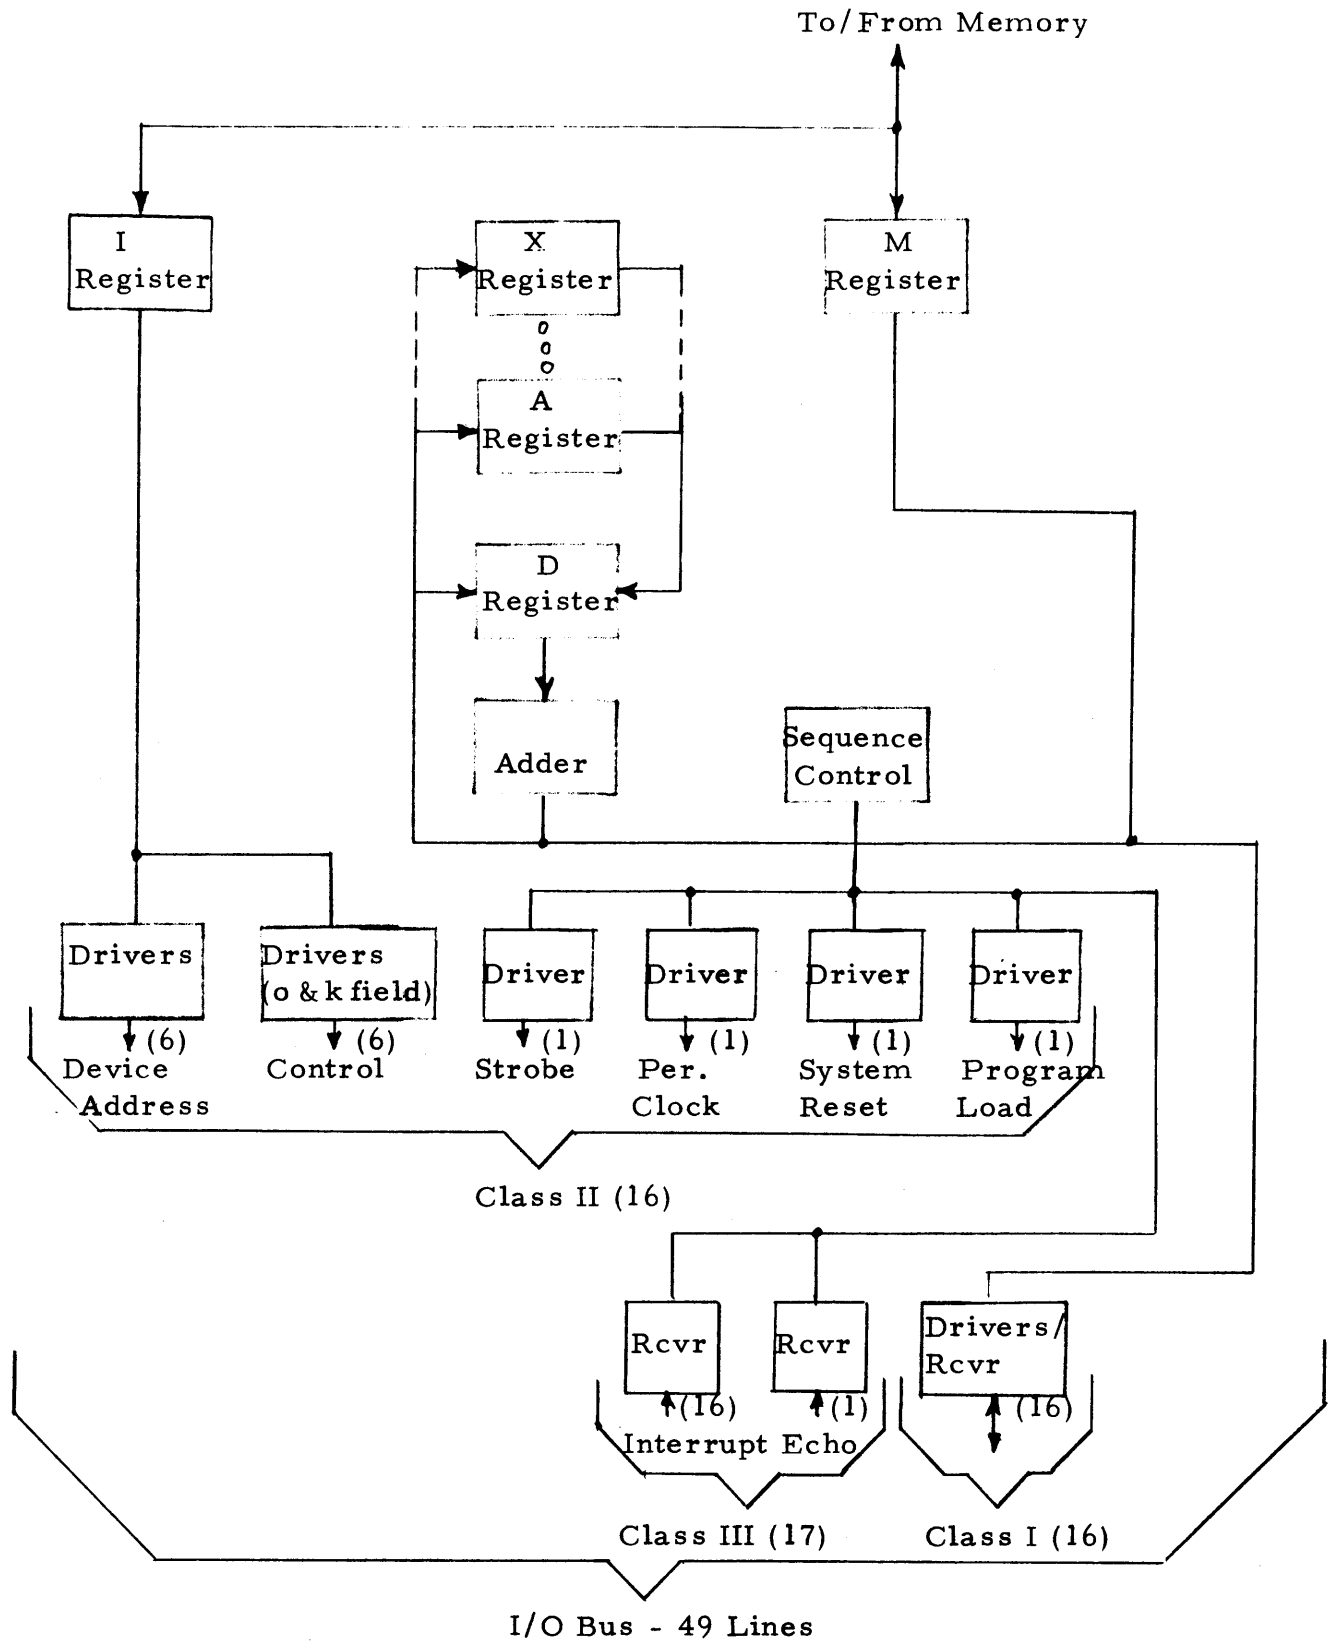 To/From Memory
I
Register
X
Register
M
Register
A
Register
D
Register
Adder
Sequence
Control
Drivers
Drivers
(o & k field)
Driver
Driver
Driver
Driver
(6)
(6)
(1)
(1)
(1)
(1)
Device
Address
Control
Strobe
Per.
Clock
System
Reset
Program
Load
Class II (16)
Rcvr
Rcvr
Drivers/
Rcvr
(16)
(1)
(16)
Interrupt Echo
Class III (17)
Class I (16)
I/O Bus - 49 Lines